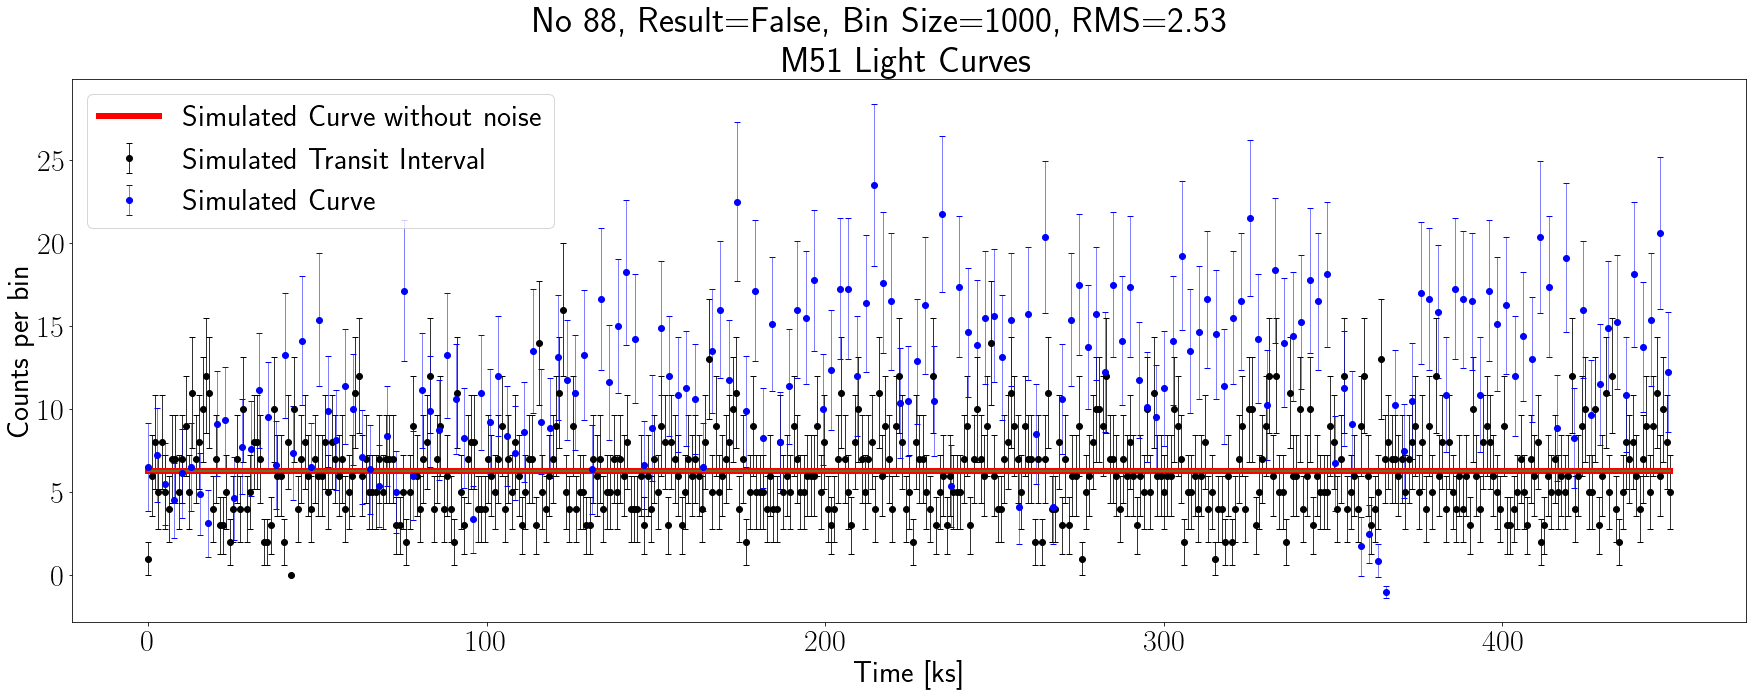 No 88, Result=False, Bin Size=1000, RMS=2.53
M51 Light Curves
Simulated Curve without noise
Simulated Transit Interval
Simulated Curve
Counts per bin
25
20
15
10
5
0
0 100 200 300 400
Time [ks]